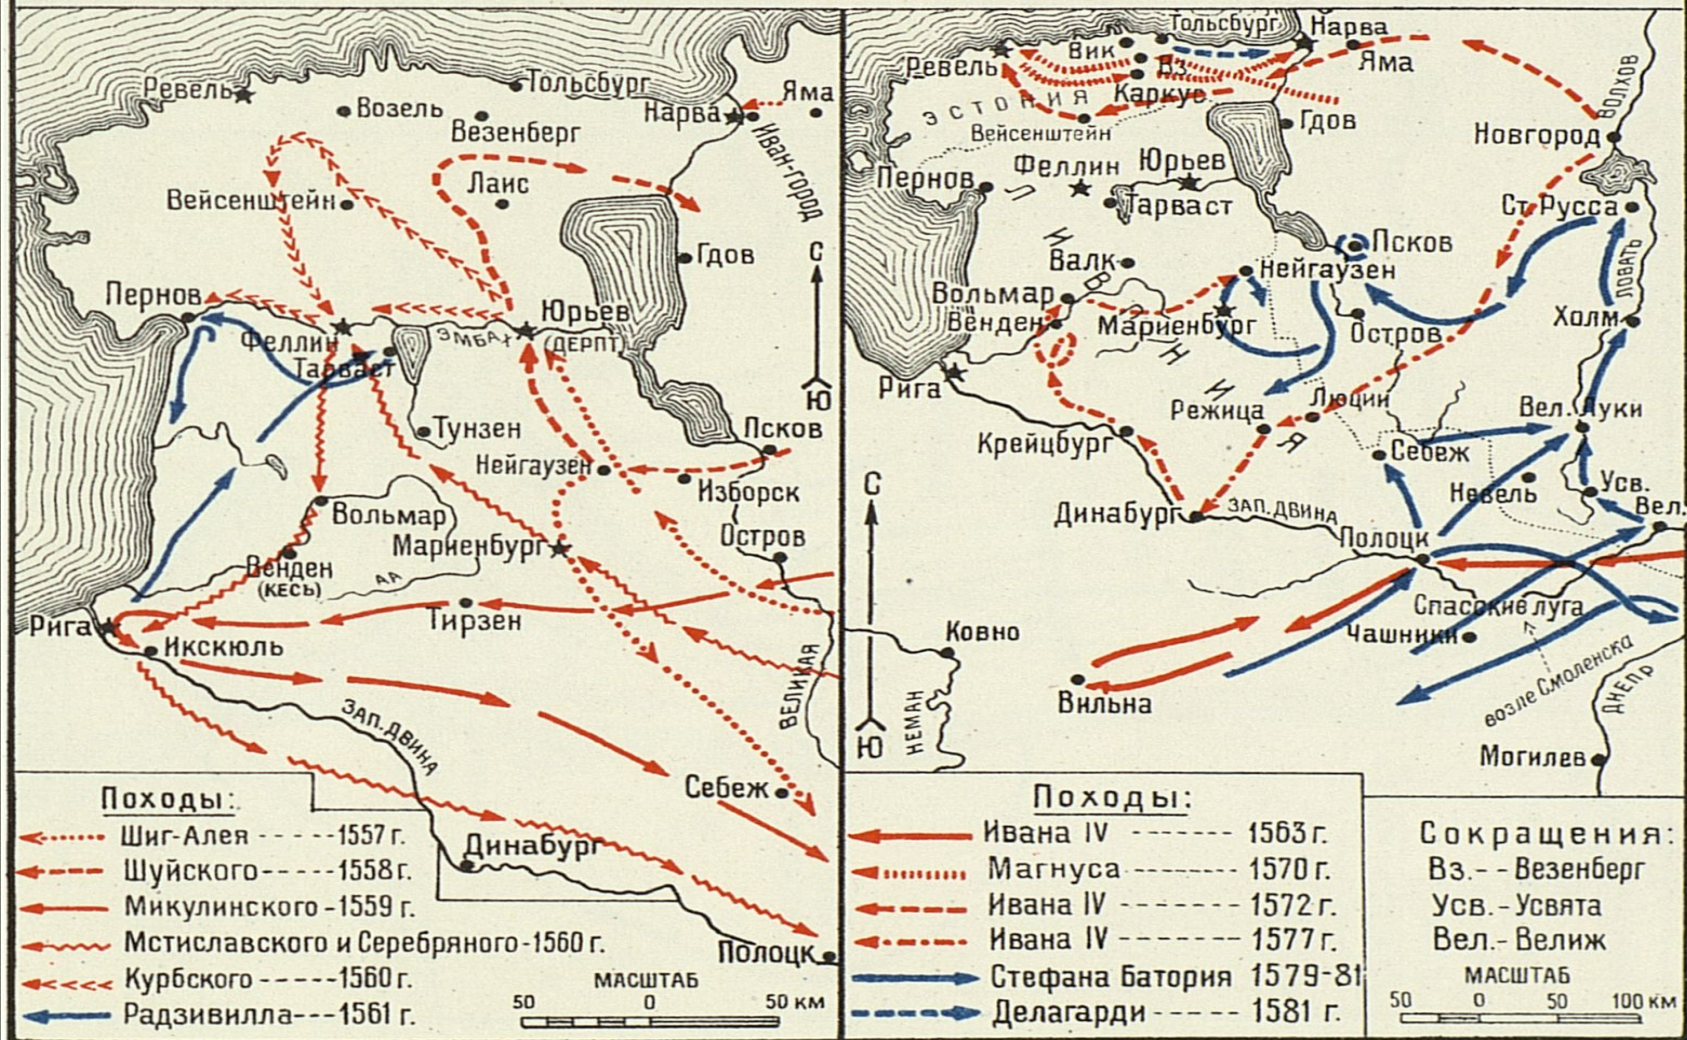 Ревель
Возель
Тольсбург
Везенберг
Нарва
Яма
Иван-город
Вейсенштейн
Лаис
Гдов
С
Ю
Пернов
Феллин
Тарваст
ЭМБАХ
Юрьев
(ДЕРПТ)
Тунзен
Псков
Нейгаузен
Изборск
Вольмар
Мариенбург
Остров
Венден
(КЕСЬ)
АА
Рига
Тирзен
Икскюль
ЗАП. ДВИНА
ВЕЛИКАЯ
Себеж
Динабург
Полоцк
Походы:
Шиг-Алея - - - - - 1557 г.
Шуйского - - - - - 1558 г.
Микулинского - 1559 г.
Мстиславского и Серебряного - 1560 г.
Курбского - - - - - 1560 г.
Радзивилла - - - 1561 г.
МАСШТАБ
50 0 50 км
Тольсбург
Нарва
Вик
Ревель
Вз.
Яма
Каркус
ЭСТОНИЯ
Вейсенштейн
Гдов
ВОЛХОВ
Новгород
Феллин
Юрьев
Пернов
Тарваст
Ст. Русса
Псков
Валк
Нейгаузен
ЛОВАТЬ
Вольмар
Венден
Мариенбург
Остров
Холм
ЛИВОНИЯ
Рига
Режица
Люцин
Вел. Луки
Крейцбург
Себеж
Невель
Усв.
Динабург
ЗАП. ДВИНА
Полоцк
Вел.
С
Ю
Спасские луга
Чашники
Ковно
возле Смоленска
Вильна
НЕМАН
ДНЕПР
Могилев
Походы:
Ивана IV - - - - - - - 1563 г.
Магнуса - - - - - - - 1570 г.
Ивана IV - - - - - - - 1572 г.
Ивана IV - - - - - - - 1577 г.
Стефана Батория 1579-81
Делагарди - - - - - 1581 г.
Сокращения:
Вз. - - Везенберг
Усв. - Усвята
Вел. - Велиж
МАСШТАБ
50 0 50 100 км